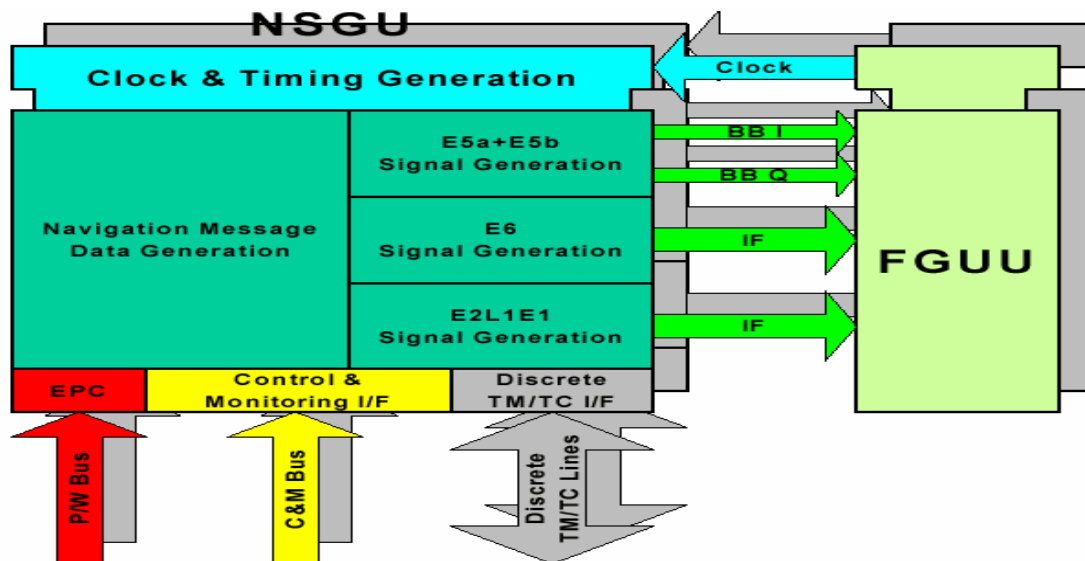 NSGU
Clock & Timing Generation
Clock
E5a+E5b
Signal Generation
BB I
BB Q
Navigation Message
Data Generation
E6
Signal Generation
IF
FGUU
E2L1E1
Signal Generation
IF
EPC
Control &
Monitoring I/F
Discrete
TM/TC I/F
P/W Bus
C&M Bus
Discrete
TM/TC Lines